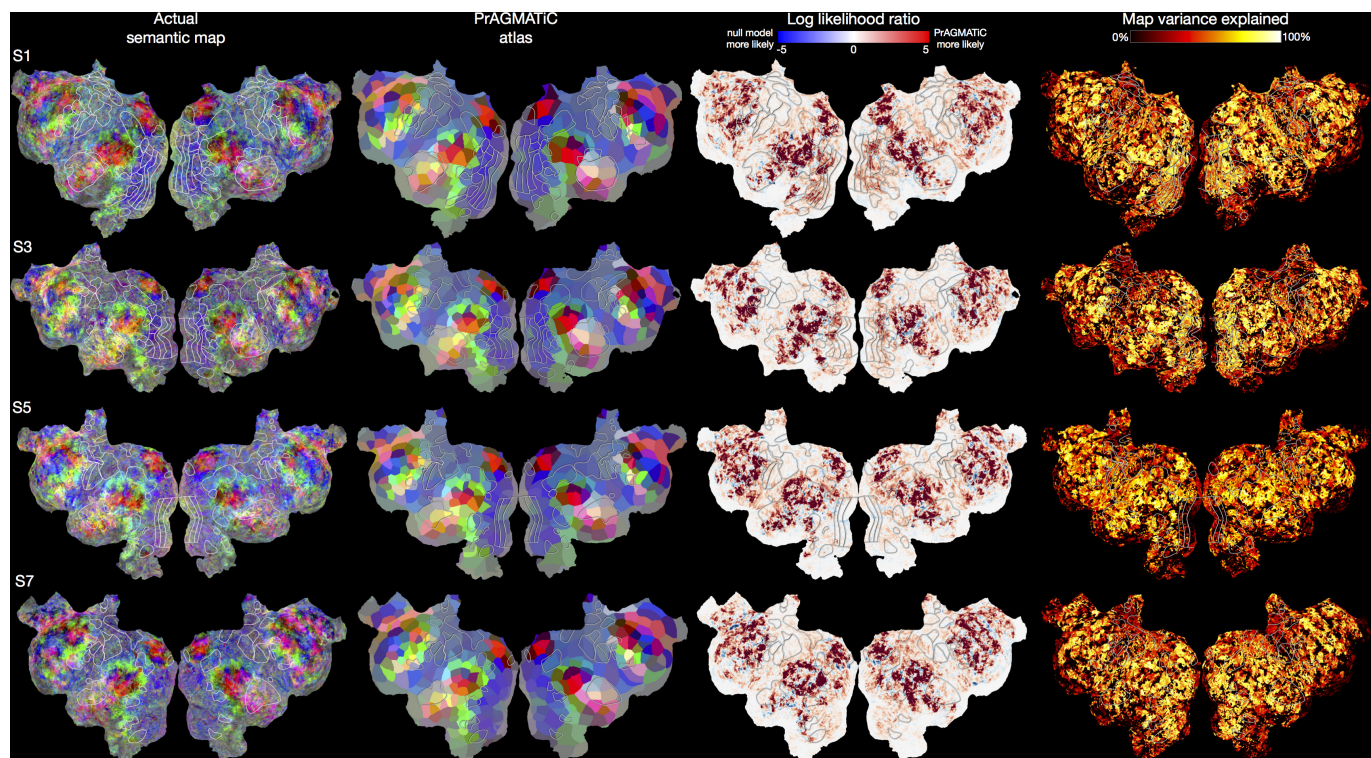 Actual
semantic map
PrAGMATiC
atlas
Log likelihood ratio
null model
more likely
-5
0
5
PrAGMATiC
more likely
Map variance explained
0%
100%
S1
S3
S5
S7